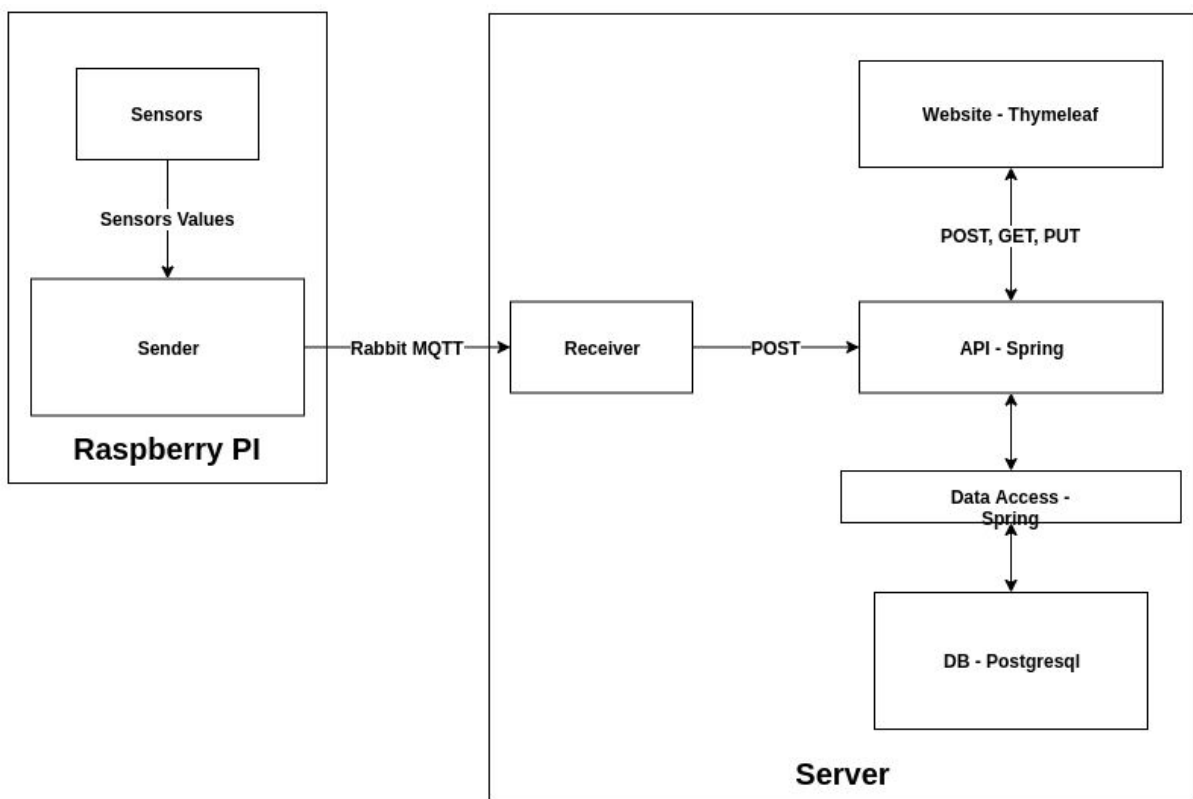 Sensors
Sensors Values
Sender
Raspberry PI
Rabbit MQTT
Receiver
POST
Website - Thymeleaf
POST, GET, PUT
API - Spring
Data Access -
Spring
DB - Postgresql
Server